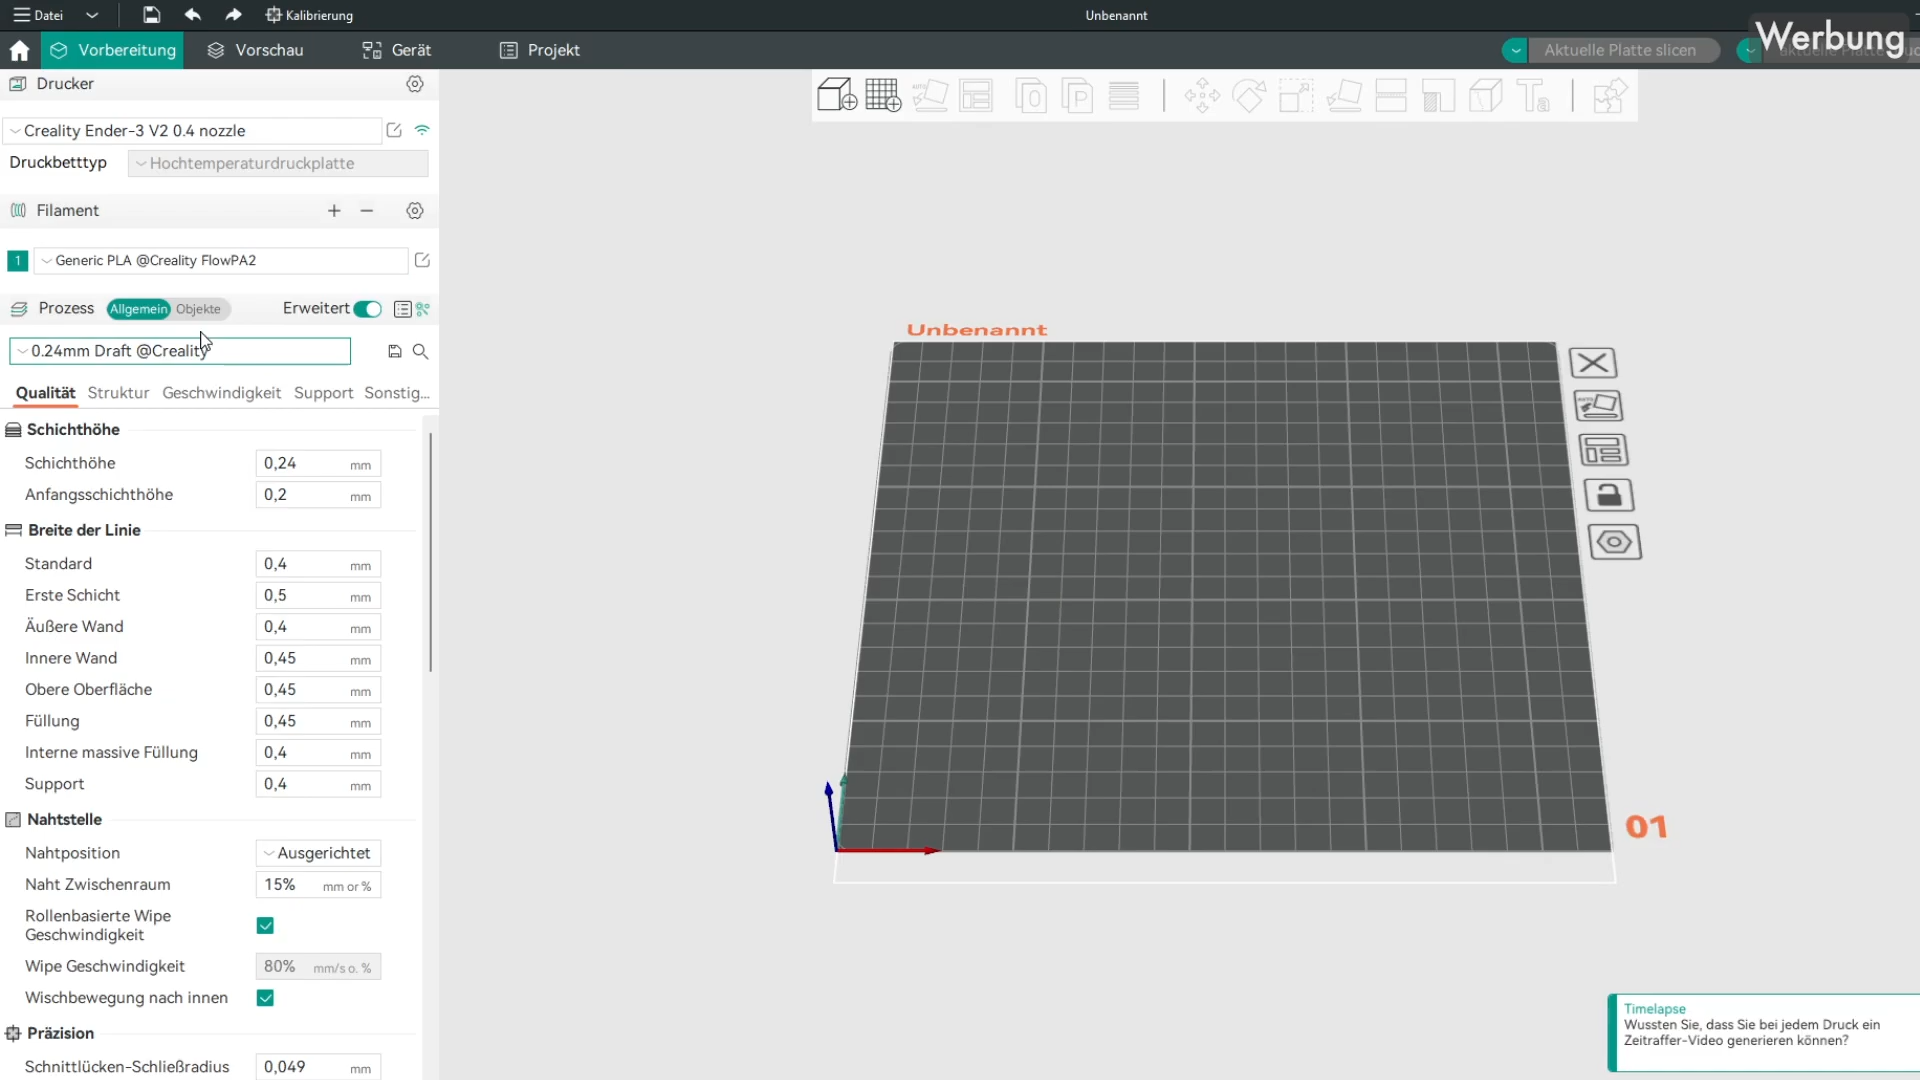 Datei
Kalibrierung
Unbenannt
Werbung
Vorbereitung
Vorschau
Gerät
Projekt
Aktuelle Platte slicen
Drucker
Creality Ender-3 V2 0.4 nozzle
Druckbetttyp
Hochtemperaturdruckplatte
Filament
1
Generic PLA @Creality FlowPA2
Prozess
Allgemein
Objekte
Erweitert
0.24mm Draft @Creality
Qualität
Struktur
Geschwindigkeit
Support
Sonstig...
Schichthöhe
Schichthöhe 0,24 mm
Anfangsschichthöhe 0,2 mm
Breite der Linie
Standard 0,4 mm
Erste Schicht 0,5 mm
Äußere Wand 0,4 mm
Innere Wand 0,45 mm
Obere Oberfläche 0,45 mm
Füllung 0,45 mm
Interne massive Füllung 0,4 mm
Support 0,4 mm
Nahtstelle
Nahtposition Ausgerichtet
Naht Zwischenraum 15% mm or %
Rollenbasierte Wipe
Geschwindigkeit
Wipe Geschwindigkeit 80% mm/s o. %
Wischbewegung nach innen
Präzision
Schnittlücken-Schließradius 0,049 mm
Unbenannt
AUTO
01
Timelapse
Wussten Sie, dass Sie bei jedem Druck ein
Zeitraffer-Video generieren können?